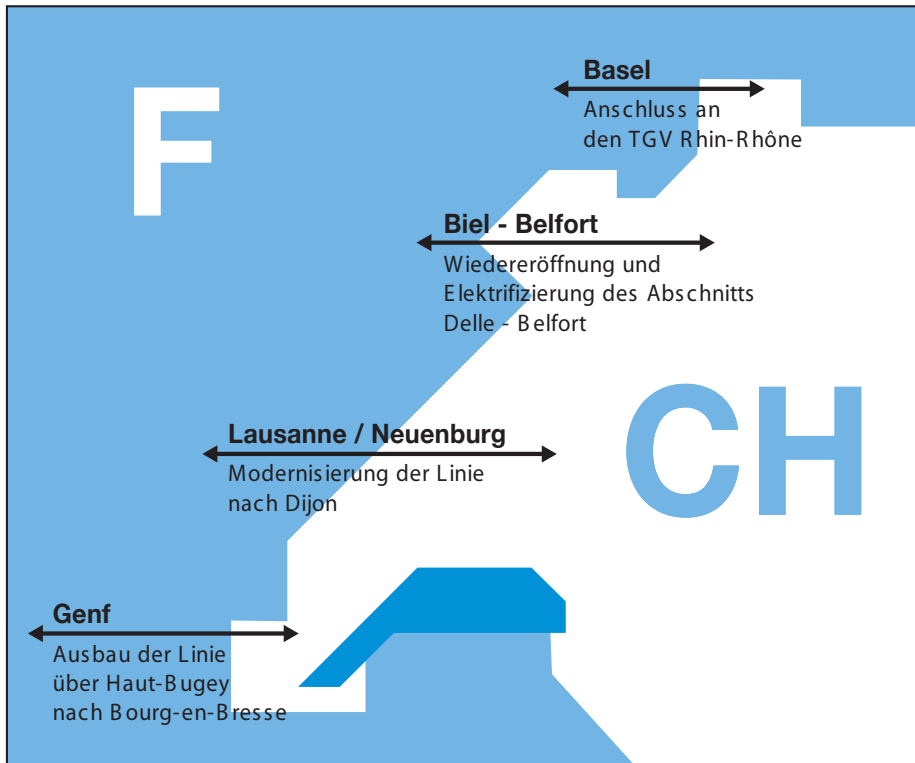 F
Basel
Anschluss an
den TGV Rhin-Rhône
Biel - Belfort
Wiedereröffnung und
Elektrifizierung des Abschnitts
Delle - Belfort
CH
Lausanne / Neuenburg
Modernisierung der Linie
nach Dijon
Genf
Ausbau der Linie
über Haut-Bugey
nach Bourg-en-Bresse